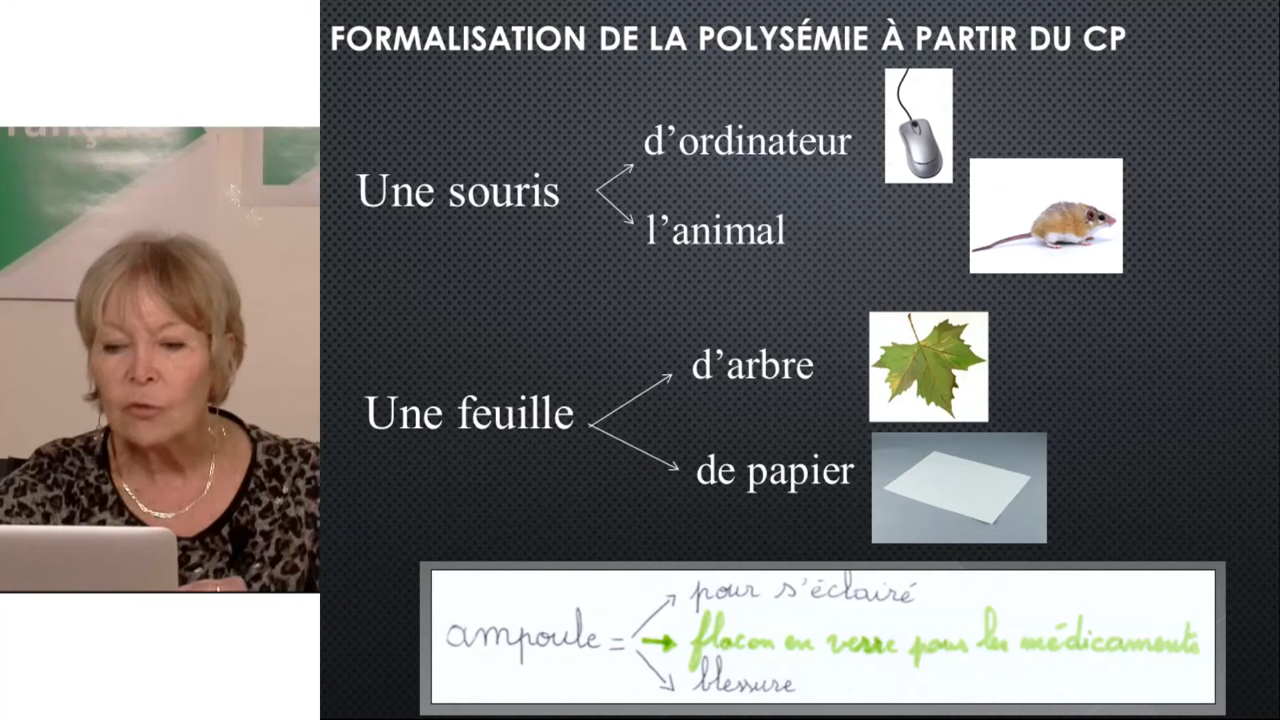 FORMALISATION DE LA POLYSÉMIE À PARTIR DU CP
d'ordinateur
Une souris
l'animal
d'arbre
Une feuille
de papier
pour s'éclairé
ampoule = flacon en verre pour les médicaments
blessure